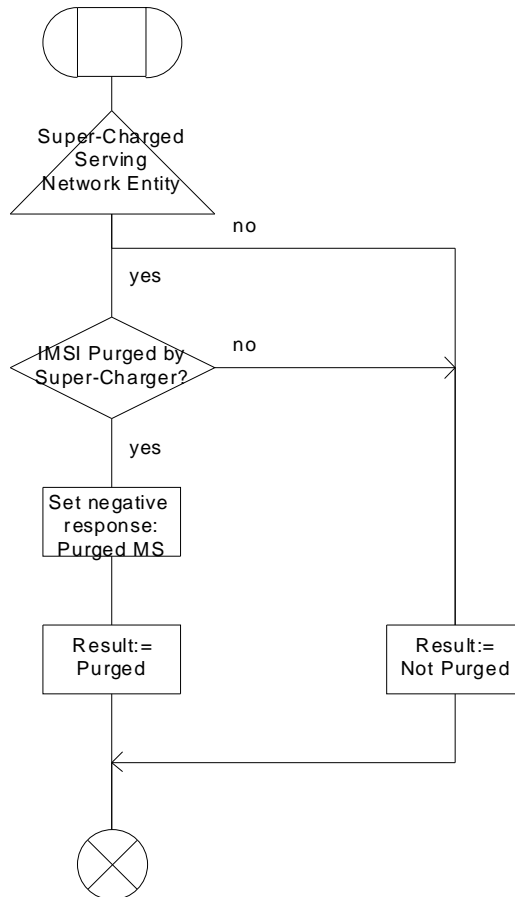 Super-Charged
Serving
Network Entity
no
yes
IMSI Purged by
Super-Charger?
no
yes
Set negative
response:
Purged MS
Result:=
Purged
Result:=
Not Purged